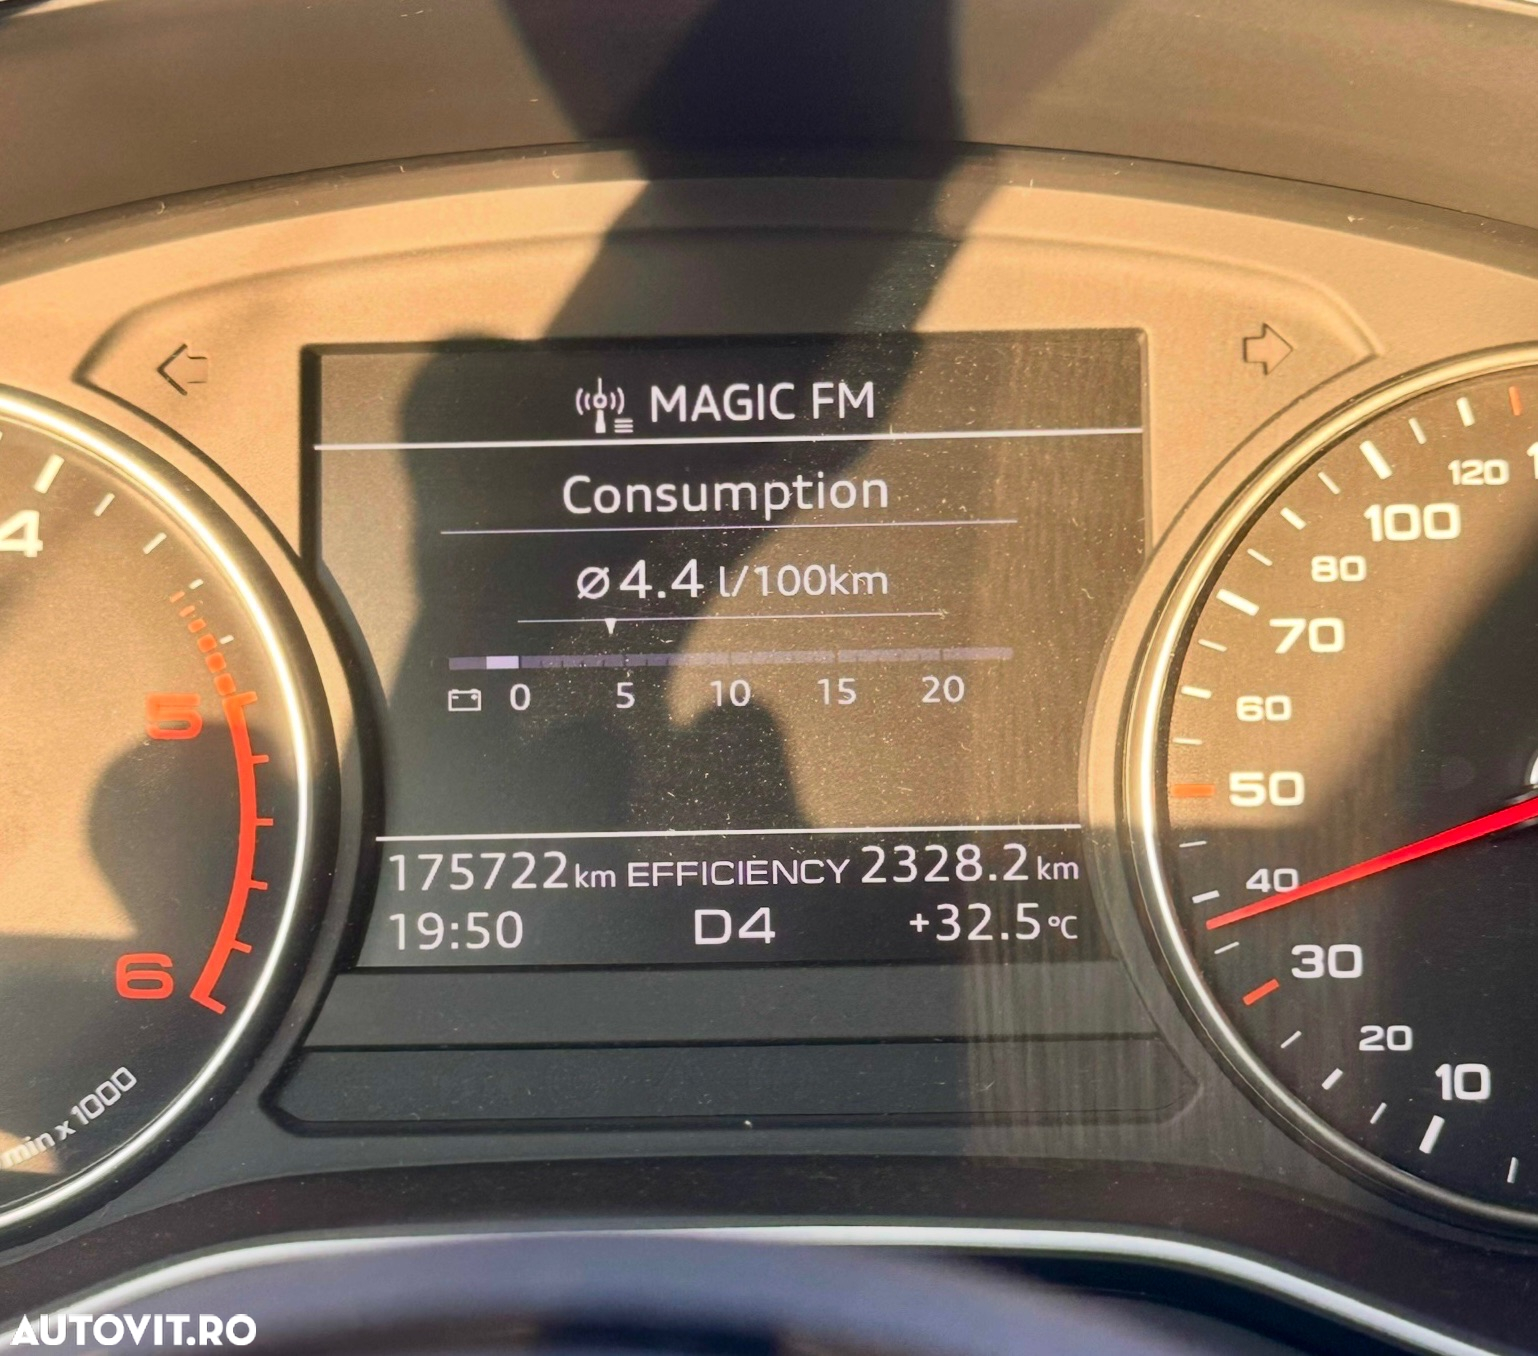 MAGIC FM
Consumption
ø 4.4 l/100km
0 5 10 15 20
175722 km EFFICIENCY 2328.2 km
19:50 D4 +32.5 °C
4
5
6
min x 1000
120
100
80
70
60
50
40
30
20
10
AUTOVIT.RO